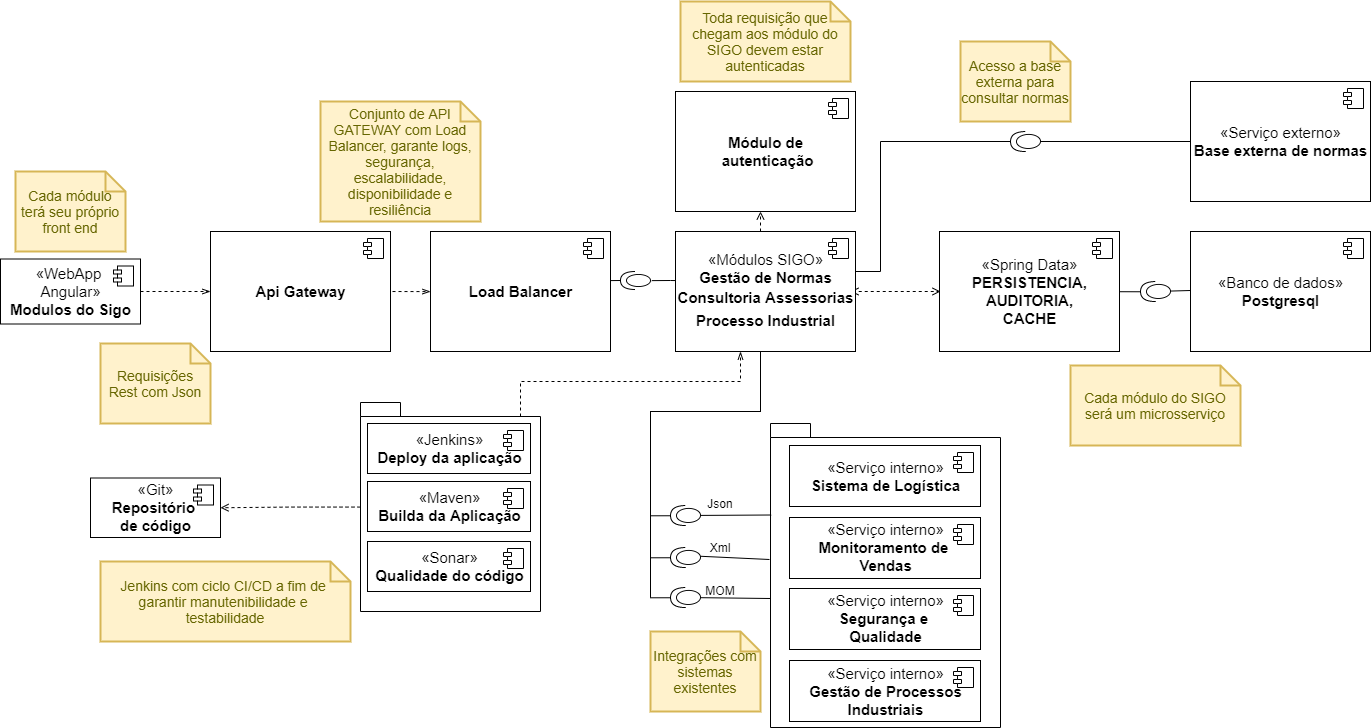 Toda requisição que
chegam aos módulo do
SIGO devem estar
autenticadas
Acesso a base
externa para
consultar normas
Conjunto de API
GATEWAY com Load
Balancer, garante logs,
segurança,
escalabilidade,
disponibilidade e
resiliência
Módulo de
autenticação
«Serviço externo»
Base externa de normas
Cada módulo
terá seu próprio
front end
«WebApp
Angular»
Modulos do Sigo
Api Gateway
Load Balancer
«Módulos SIGO»
Gestão de Normas
Consultoria Assessorias
Processo Industrial
«Spring Data»
PERSISTENCIA,
AUDITORIA,
CACHE
«Banco de dados»
Postgresql
Requisições
Rest com Json
Cada módulo do SIGO
será um microsserviço
«Jenkins»
Deploy da aplicação
«Maven»
Builda da Aplicação
«Sonar»
Qualidade do código
«Git»
Repositório
de código
Jenkins com ciclo CI/CD a fim de
garantir manutenibilidade e
testabilidade
Json
Xml
MOM
«Serviço interno»
Sistema de Logística
«Serviço interno»
Monitoramento de
Vendas
«Serviço interno»
Segurança e
Qualidade
«Serviço interno»
Gestão de Processos
Industriais
Integrações com
sistemas
existentes